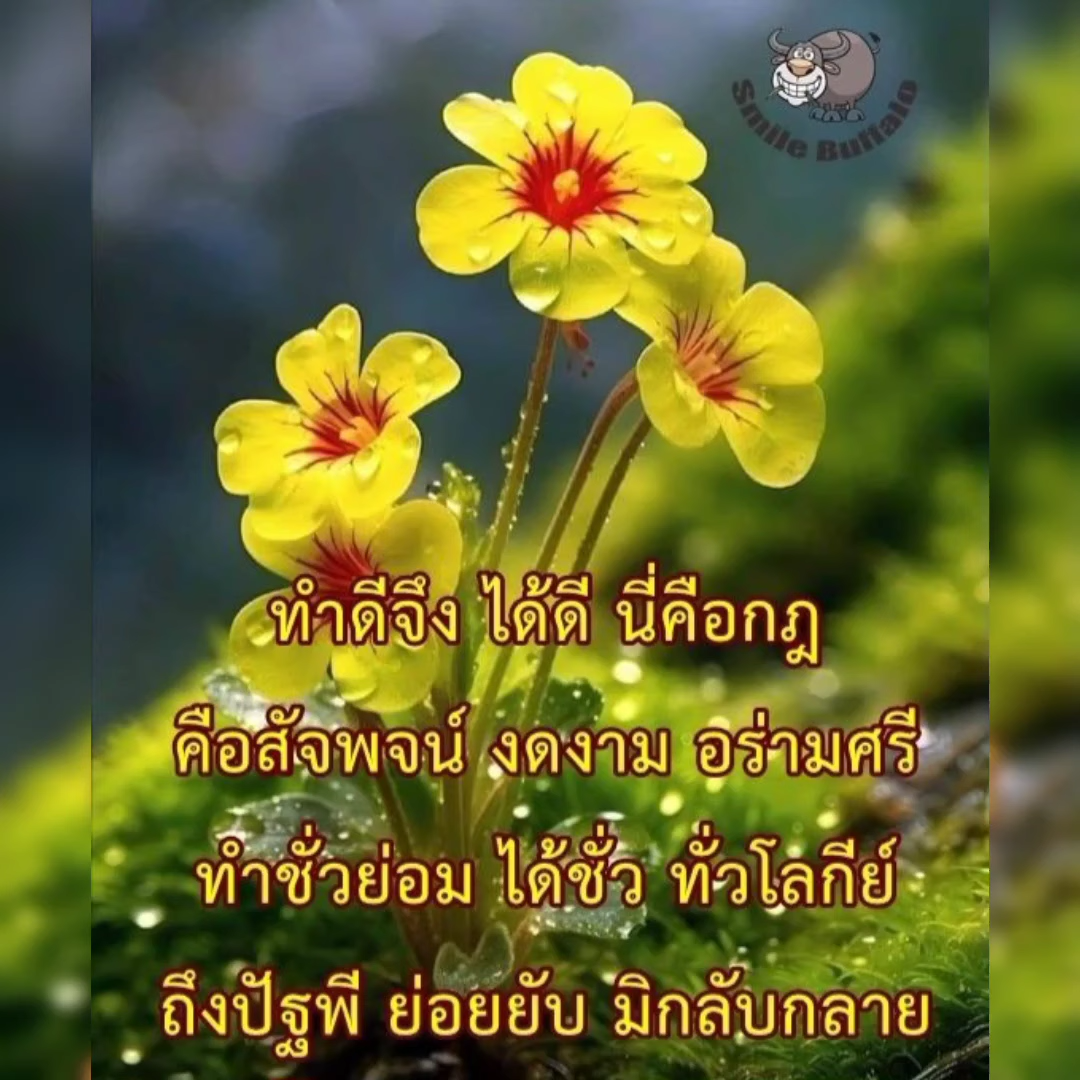 Smile Buffalo
ทำดีจึง ได้ดี นี่คือกฎ
คือสัจพจน์ งดงาม อร่ามศรี
ทำชั่วย่อม ได้ชั่ว ทั่วโลกีย์
ถึงปัฐพี ย่อยยับ มิกลับกลาย